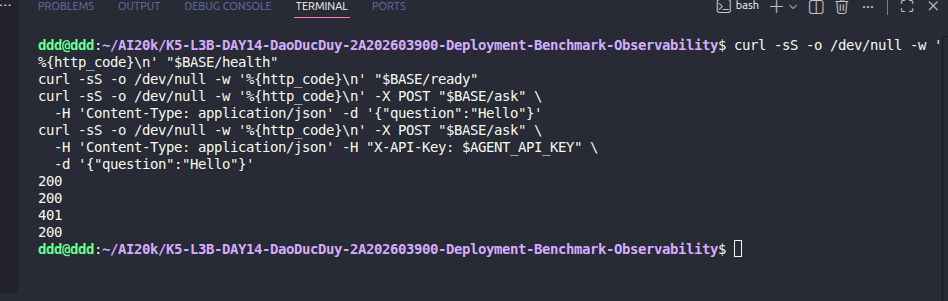 PROBLEMS OUTPUT DEBUG CONSOLE TERMINAL PORTS bash
ddd@ddd:~/AI20k/K5-L3B-DAY14-DaoDucDuy-2A202603900-Deployment-Benchmark-Observability$ curl -sS -o /dev/null -w '
%{http_code}\n' "$BASE/health"
curl -sS -o /dev/null -w '%{http_code}\n' "$BASE/ready"
curl -sS -o /dev/null -w '%{http_code}\n' -X POST "$BASE/ask" \
  -H 'Content-Type: application/json' -d '{"question":"Hello"}'
curl -sS -o /dev/null -w '%{http_code}\n' -X POST "$BASE/ask" \
  -H 'Content-Type: application/json' -H "X-API-Key: $AGENT_API_KEY" \
  -d '{"question":"Hello"}'
200
200
401
200
ddd@ddd:~/AI20k/K5-L3B-DAY14-DaoDucDuy-2A202603900-Deployment-Benchmark-Observability$